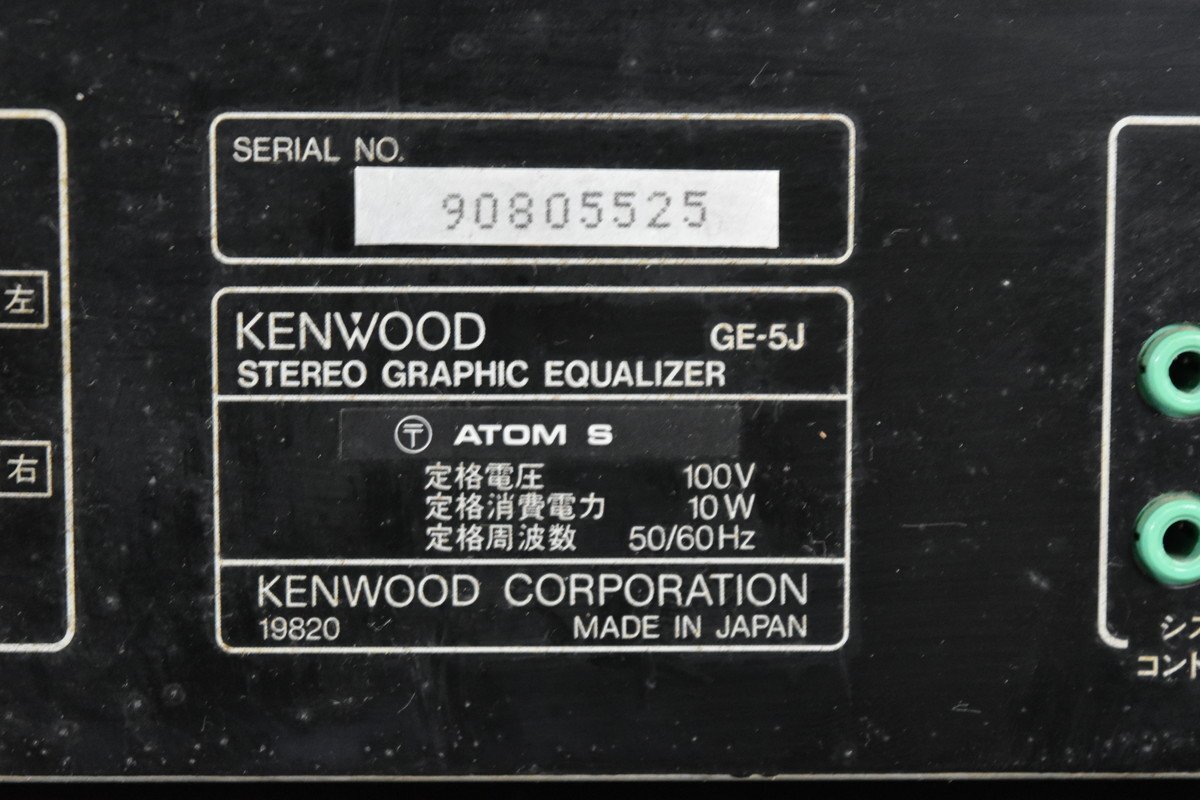 SERIAL NO.
90805525
左
KENWOOD GE-5J
STEREO GRAPHIC EQUALIZER
〒 ATOM S
右
定格電圧 100V
定格消費電力 10W
定格周波数 50/60Hz
KENWOOD CORPORATION
19820 MADE IN JAPAN
シス
コント